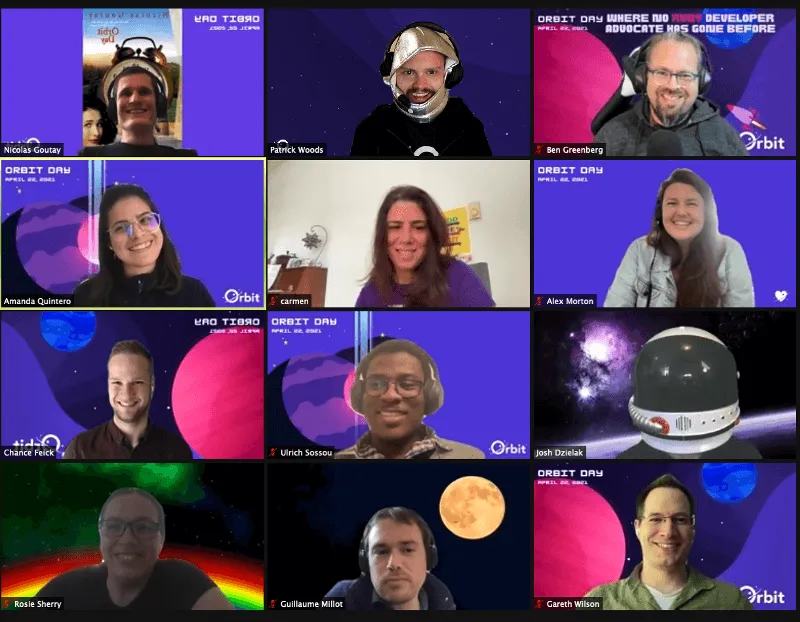 Orbit
Day
ORBIT DAY
APRIL 22, 2021
Nicolas Goutay
Patrick Woods
ORBIT DAY
APRIL 22, 2021
WHERE NO RUBY DEVELOPER
ADVOCATE HAS GONE BEFORE
Orbit
Ben Greenberg
ORBIT DAY
APRIL 22, 2021
Orbit
Amanda Quintero
carmen
ORBIT DAY
APRIL 22, 2021
Alex Morton
ORBIT DAY
APRIL 22, 2021
Orbit
Chance Feick
ORBIT DAY
APRIL 22, 2021
Orbit
Ulrich Sossou
Josh Dzielak
Rosie Sherry
Guillaume Millot
ORBIT DAY
APRIL 22, 2021
Orbit
Gareth Wilson